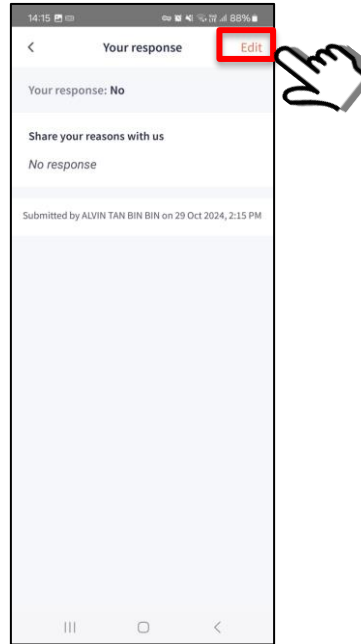 14:15 88%
Your response Edit
Your response: No
Share your reasons with us
No response
Submitted by ALVIN TAN BIN BIN on 29 Oct 2024, 2:15 PM